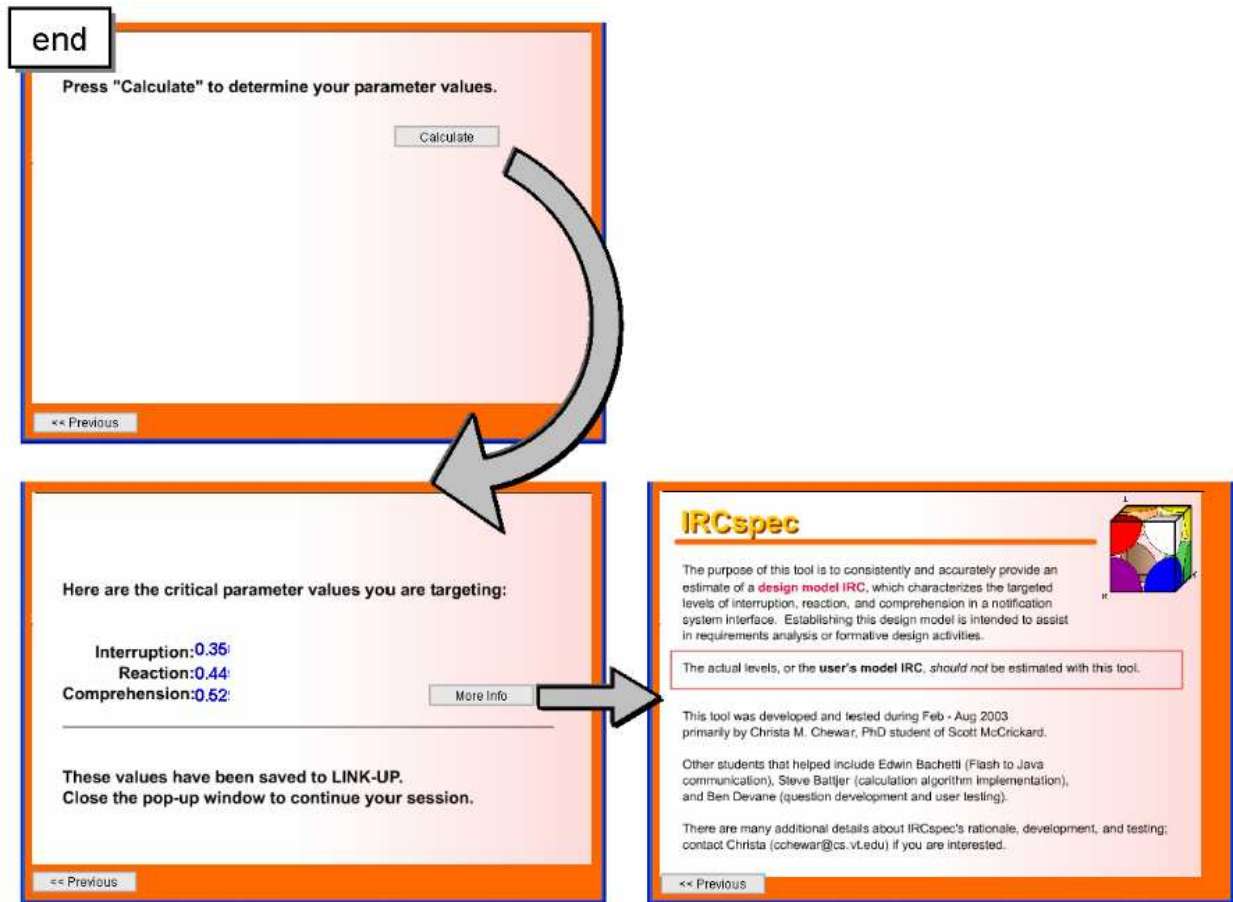 end
Press "Calculate" to determine your parameter values.
Calculate
<< Previous
Here are the critical parameter values you are targeting:
Interruption: 0.35
Reaction: 0.44
Comprehension: 0.52
More Info
These values have been saved to LINK-UP.
Close the pop-up window to continue your session.
<< Previous
IRCspec
The purpose of this tool is to consistently and accurately provide an
estimate of a design model IRC, which characterizes the targeted
levels of interruption, reaction, and comprehension in a notification
system interface. Establishing this design model is intended to assist
in requirements analysis or formative design activities.
The actual levels, or the user's model IRC, should not be estimated with this tool.
This tool was developed and tested during Feb - Aug 2003
primarily by Christa M. Chewar, PhD student of Scott McCrickard.
Other students that helped include Edwin Bachetti (Flash to Java
communication), Steve Battjer (calculation algorithm implementation),
and Ben Devane (question development and user testing).
There are many additional details about IRCspec's rationale, development, and testing;
contact Christa (cchewar@cs.vt.edu) if you are interested.
<< Previous